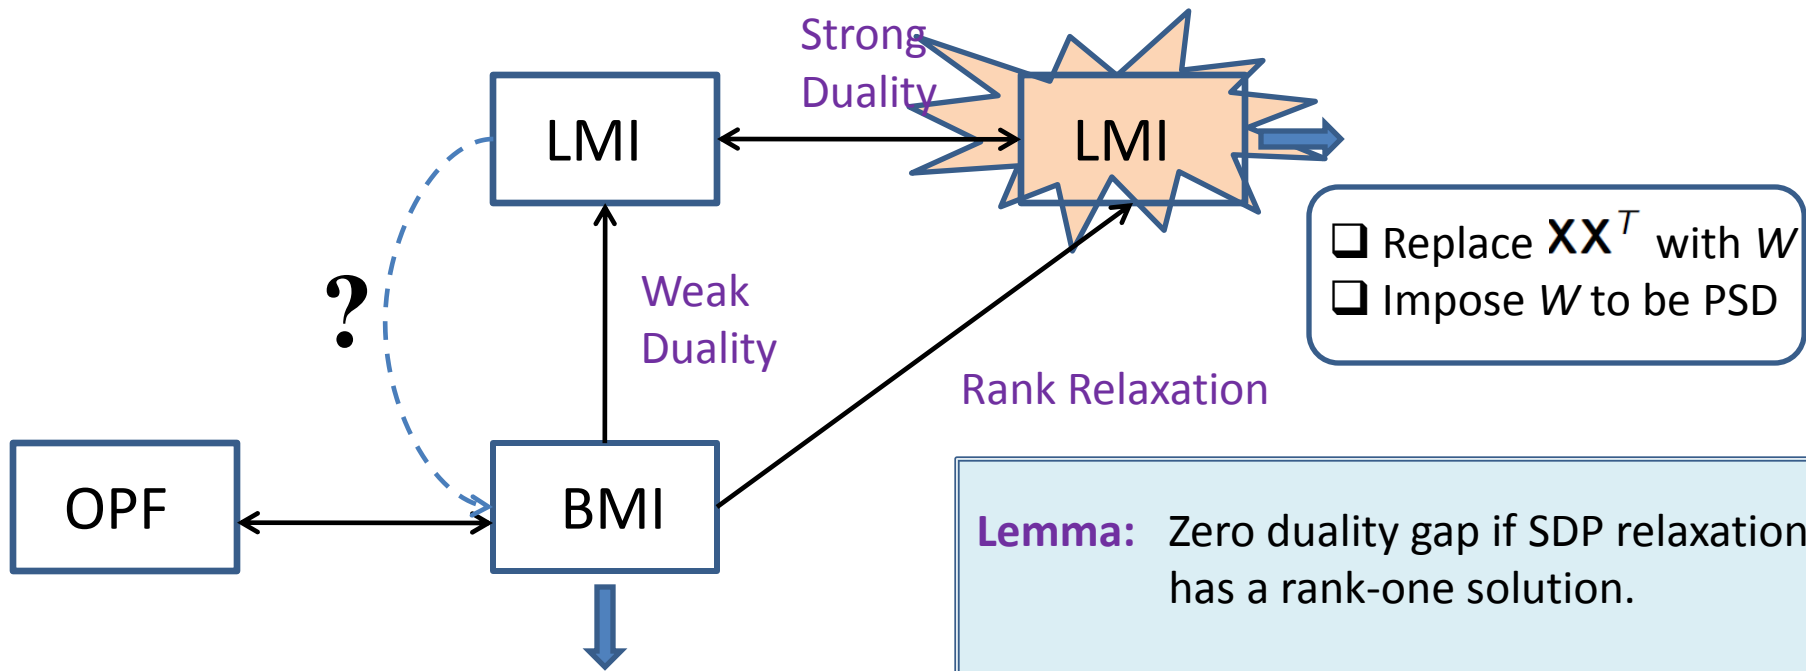 Strong
Duality
LMI
LMI
❑ Replace XX^T with W
❑ Impose W to be PSD
?
Weak
Duality
Rank Relaxation
OPF
BMI
Lemma: Zero duality gap if SDP relaxation
has a rank-one solution.